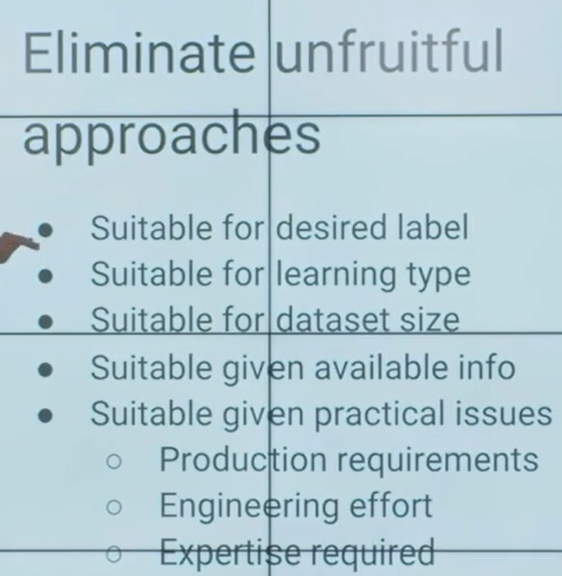 Eliminate unfruitful
approaches
● Suitable for desired label
● Suitable for learning type
● Suitable for dataset size
● Suitable given available info
● Suitable given practical issues
○ Production requirements
○ Engineering effort
○ Expertise required